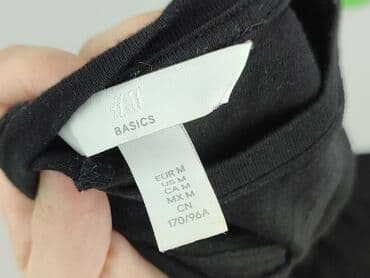 H&M
BASICS
EUR M
US M
CA M
MX M
CN
170/96A